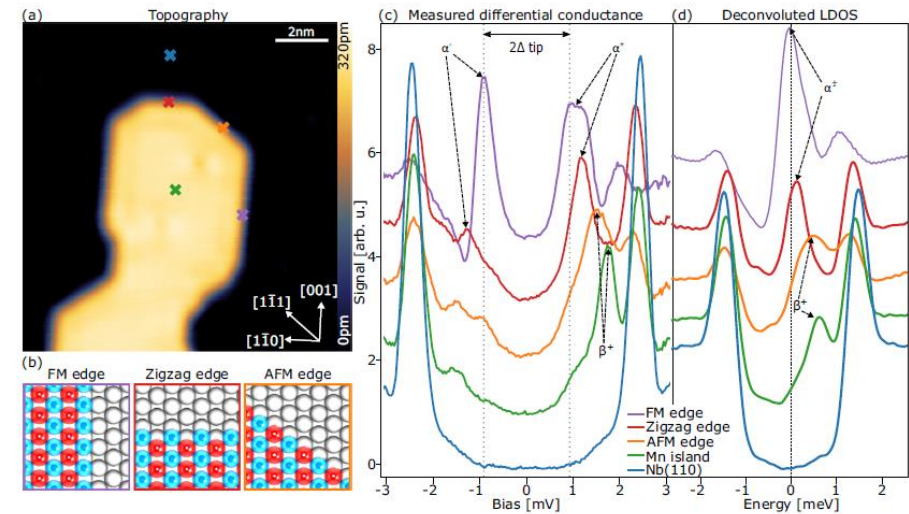 (a) Topography
2nm
320pm
0pm
[001]
[11̄1]
[11̄0]
(b)
FM edge
Zigzag edge
AFM edge
(c) Measured differential conductance
2Δ tip
α⁻
α⁺
β⁺
Signal [arb. u.]
8
6
4
2
0
-3 -2 -1 0 1 2 3
Bias [mV]
FM edge
Zigzag edge
AFM edge
Mn island
Nb(110)
(d) Deconvoluted LDOS
α±
β⁺
-2 0 2
Energy [meV]